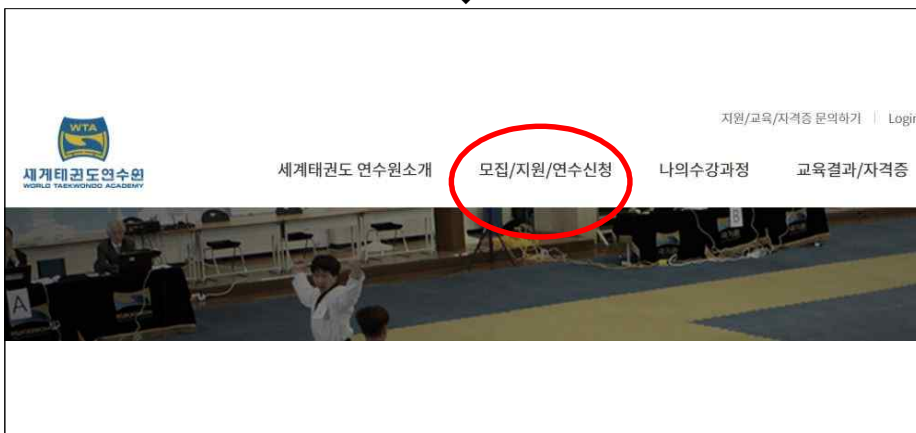 지원/교육/자격증 문의하기 | Login
WTA
세계태권도연수원
WORLD TAEKWONDO ACADEMY
세계태권도 연수원소개 모집/지원/연수신청 나의수강과정 교육결과/자격증
B
A